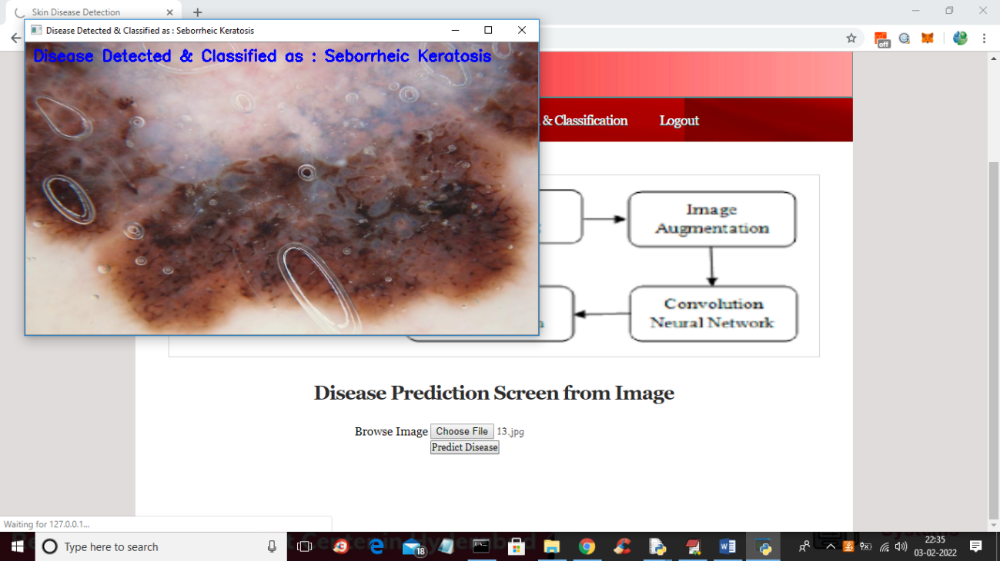 Skin Disease Detection
Disease Detected & Classified as : Seborrheic Keratosis
off
Disease Detected & Classified as : Seborrheic Keratosis
& Classification
Logout
Image
Augmentation
Convolution
Neural Network
Disease Prediction Screen from Image
Browse Image Choose File 13.jpg
Predict Disease
Waiting for 127.0.0.1...
Type here to search
18
22:35
03-02-2022